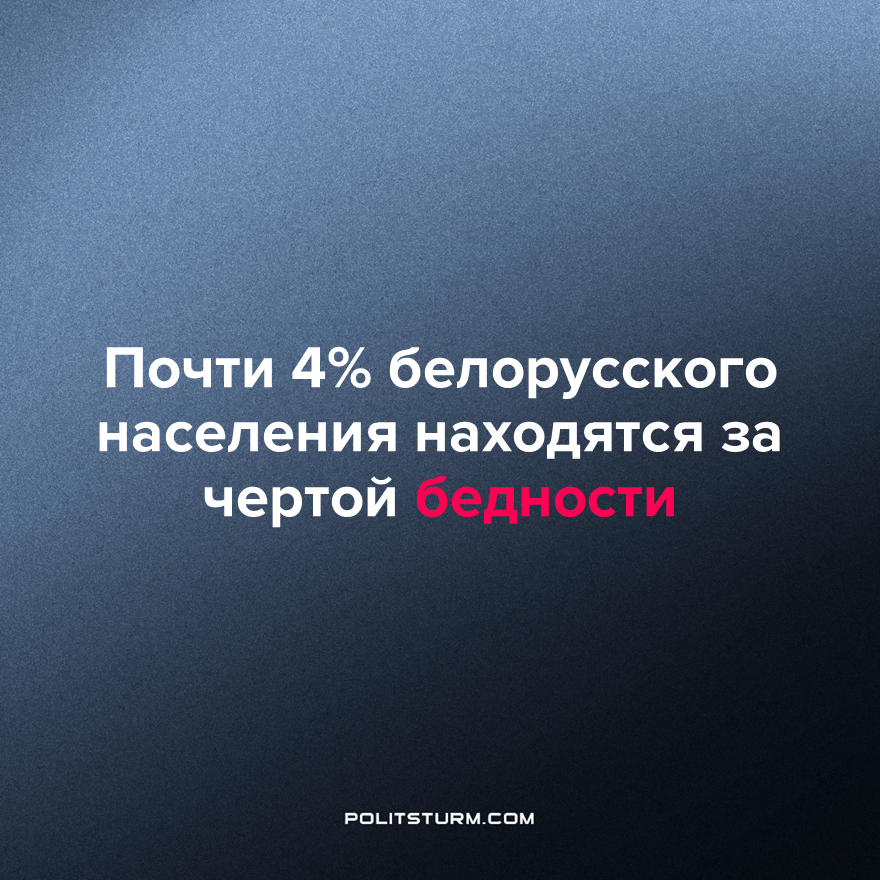 Почти 4% белорусского
населения находятся за
чертой бедности
POLITSTURM.COM